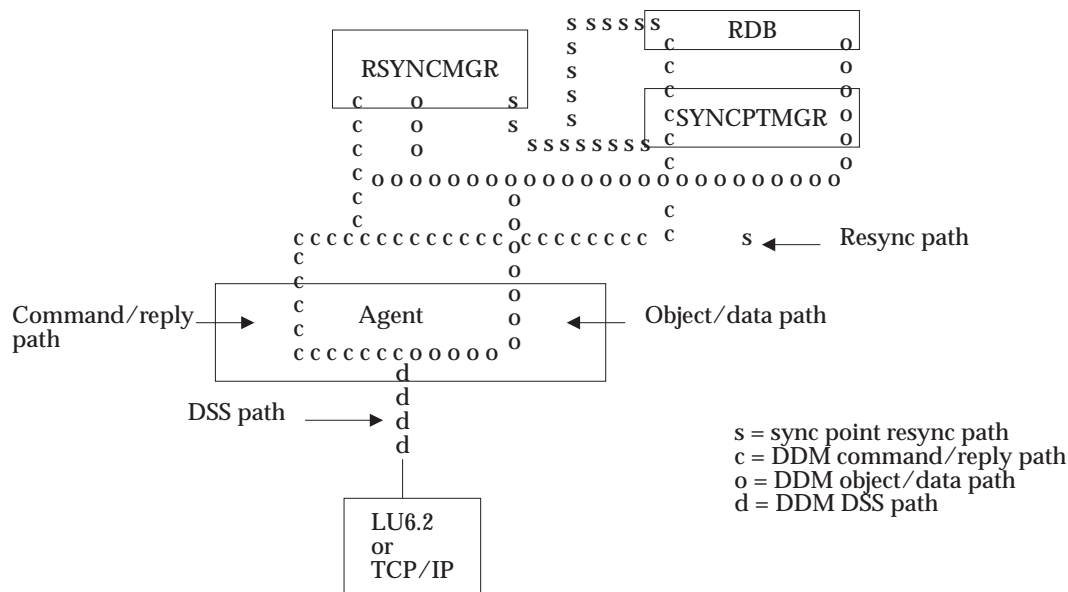 s s s s s s RDB
s c o
s c o
RSYNCMGR s c o
c o s s c o
c o s s c SYNCPTMGR o
c o s s s s s s s s c o
c c o
c o o o o o o o o o o o o o o o o o o o o o o o o o
c o c
c o
c c c c c c c c c c c c c o c c c c c c c c c s Resync path
c o
c o
Command/reply path
c Agent o Object/data path
c o
c c c c c c c o o o o o o
d
d
DSS path d
d
s = sync point resync path
c = DDM command/reply path
o = DDM object/data path
d = DDM DSS path
LU6.2
or
TCP/IP